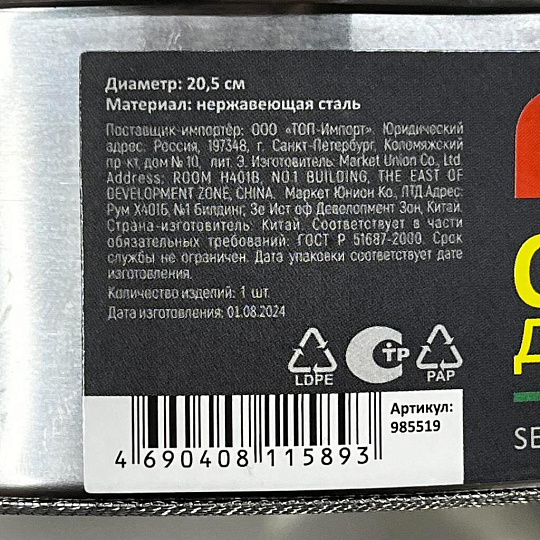 Диаметр: 20,5 см
Материал: нержавеющая сталь
Поставщик-импортёр: ООО «ТОП-Импорт». Юридический
адрес: Россия, 197348, г. Санкт-Петербург, Коломяжский
пр-кт, дом № 10, лит. Э. Изготовитель: Market Union Co., Ltd.
Address: ROOM H401B, NO.1 BUILDING, THE EAST OF
DEVELOPMENT ZONE, CHINA. Маркет Юнион Ко., ЛТД. Адрес:
Рум Х401Б, №1 Билдинг, Зе Ист оф Девелопмент Зон, Китай.
Страна-изготовитель: Китай. Соответствует в части
обязательных требований: ГОСТ Р 51687-2000. Срок
службы не ограничен. Дата упаковки соответствует дате
изготовления.
Количество изделий: 1 шт.
Дата изготовления: 01.08.2024
LDPE
СТР
PAP
Артикул:
985519
4 690408 115893
SE